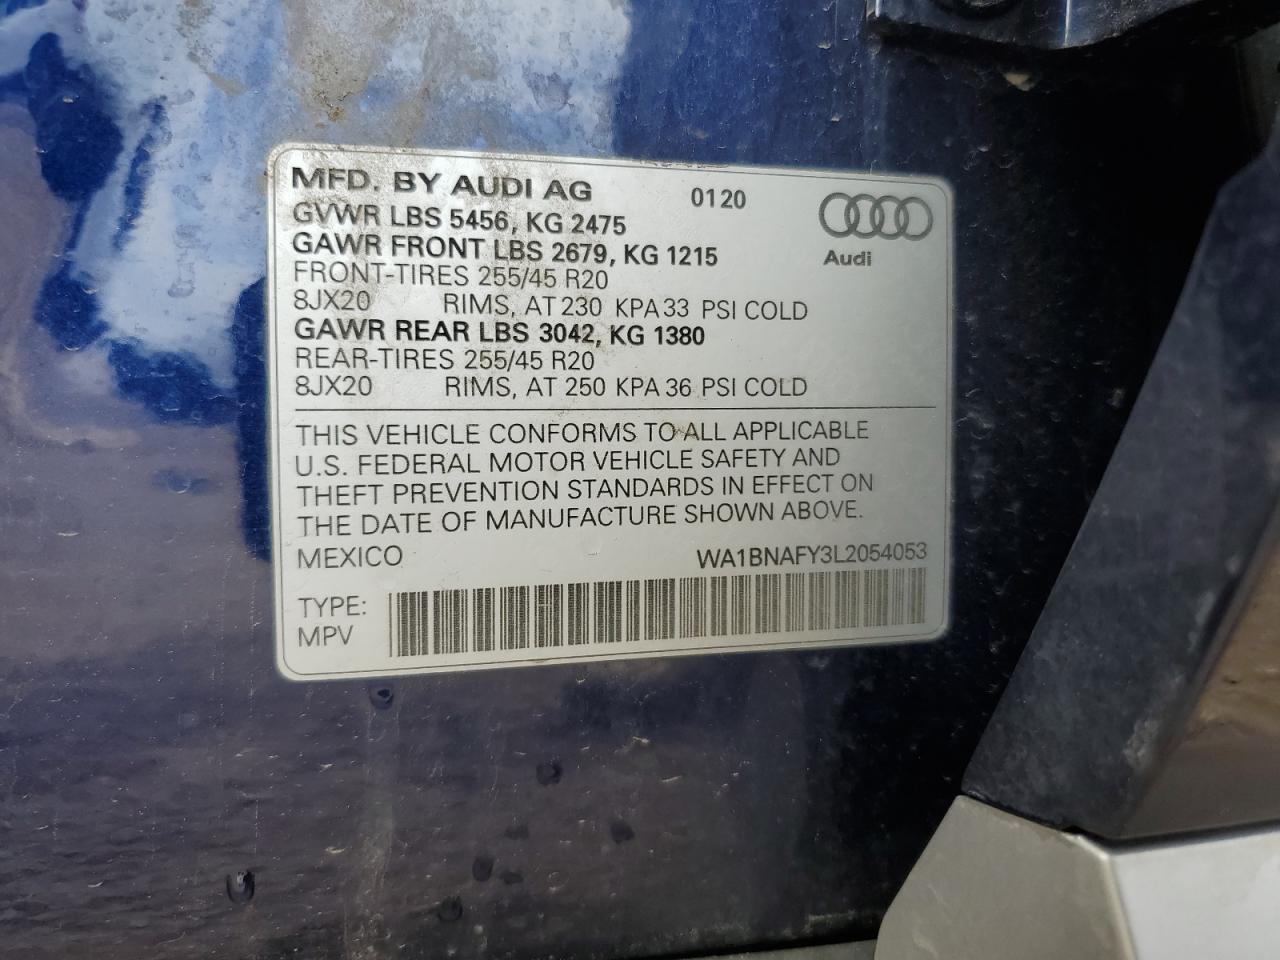 MFD. BY AUDI AG 0120
GVWR LBS 5456, KG 2475
GAWR FRONT LBS 2679, KG 1215
Audi
FRONT-TIRES 255/45 R20
8JX20 RIMS, AT 230 KPA 33 PSI COLD
GAWR REAR LBS 3042, KG 1380
REAR-TIRES 255/45 R20
8JX20 RIMS, AT 250 KPA 36 PSI COLD
THIS VEHICLE CONFORMS TO ALL APPLICABLE
U.S. FEDERAL MOTOR VEHICLE SAFETY AND
THEFT PREVENTION STANDARDS IN EFFECT ON
THE DATE OF MANUFACTURE SHOWN ABOVE.
MEXICO WA1BNAFY3L2054053
TYPE:
MPV